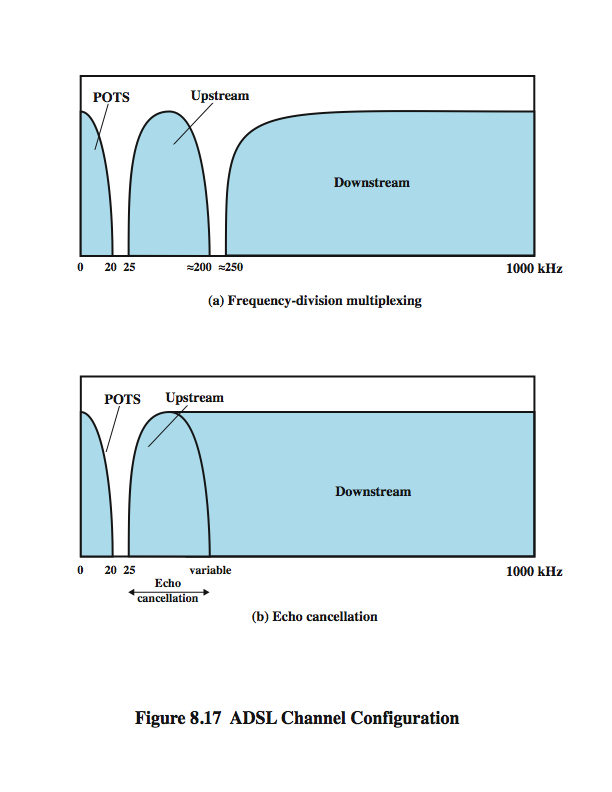 POTS
Upstream
Downstream
0 20 25 ≈200 ≈250 1000 kHz
(a) Frequency-division multiplexing
POTS
Upstream
Downstream
0 20 25 variable 1000 kHz
Echo
cancellation
(b) Echo cancellation
Figure 8.17 ADSL Channel Configuration